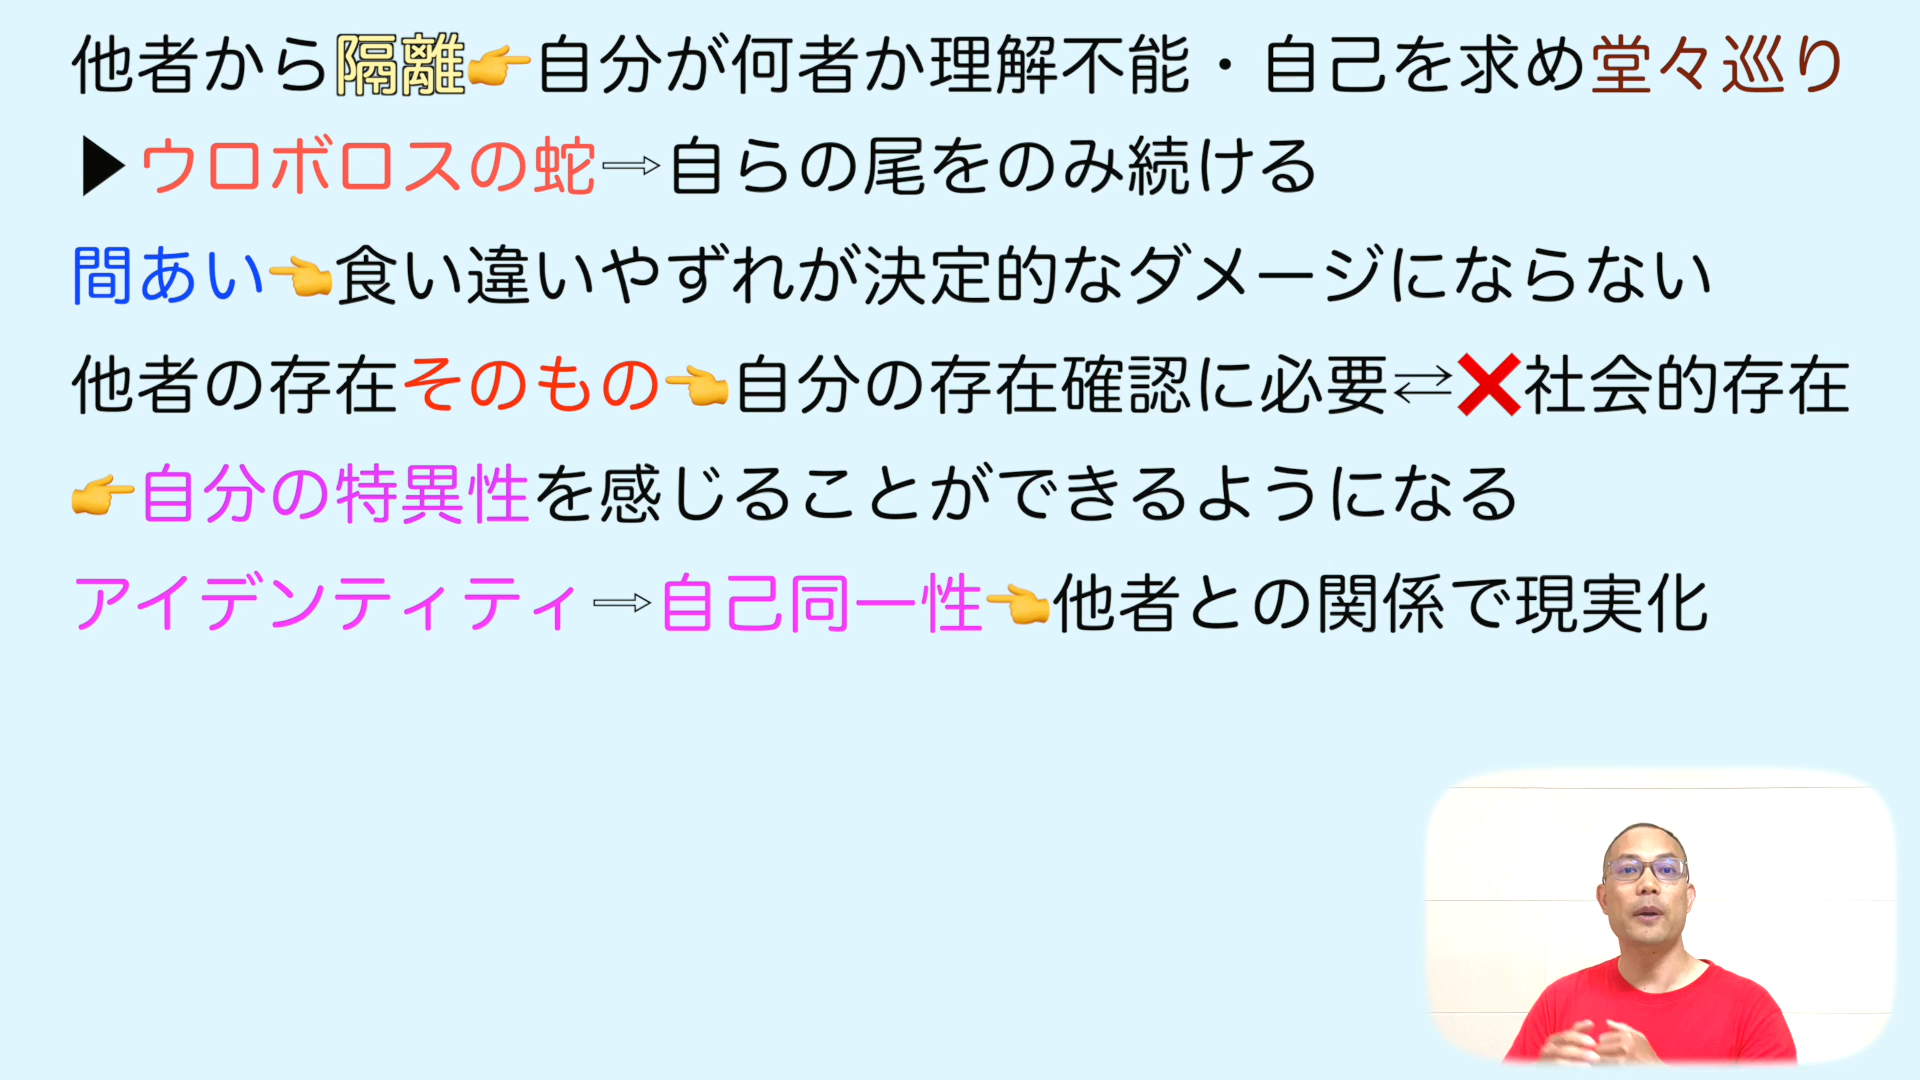 他者から隔離👉自分が何者か理解不能・自己を求め堂々巡り
▶ウロボロスの蛇⇨自らの尾をのみ続ける
間あい👈食い違いやずれが決定的なダメージにならない
他者の存在そのもの👈自分の存在確認に必要⇄❌社会的存在
👉自分の特異性を感じることができるようになる
アイデンティティ⇨自己同一性👈他者との関係で現実化